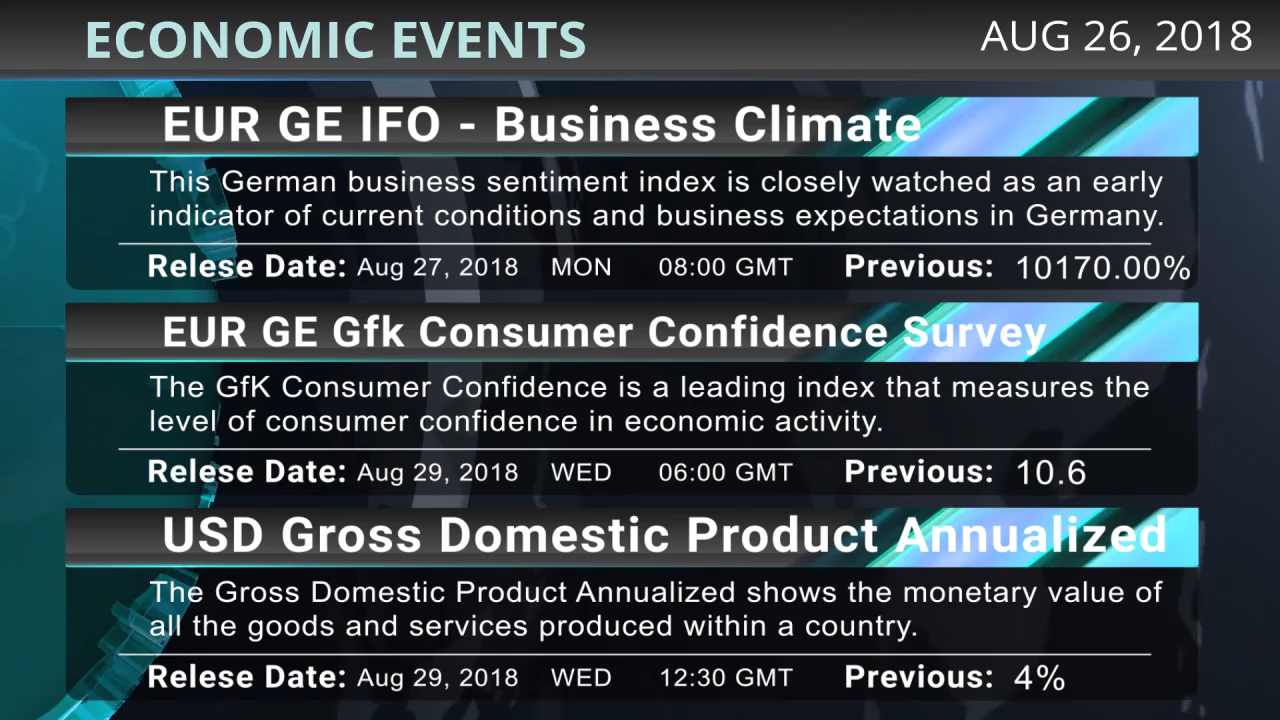 ECONOMIC EVENTS
AUG 26, 2018
EUR GE IFO - Business Climate
This German business sentiment index is closely watched as an early
indicator of current conditions and business expectations in Germany.
Relese Date: Aug 27, 2018 MON 08:00 GMT Previous: 10170.00%
EUR GE Gfk Consumer Confidence Survey
The GfK Consumer Confidence is a leading index that measures the
level of consumer confidence in economic activity.
Relese Date: Aug 29, 2018 WED 06:00 GMT Previous: 10.6
USD Gross Domestic Product Annualized
The Gross Domestic Product Annualized shows the monetary value of
all the goods and services produced within a country.
Relese Date: Aug 29, 2018 WED 12:30 GMT Previous: 4%